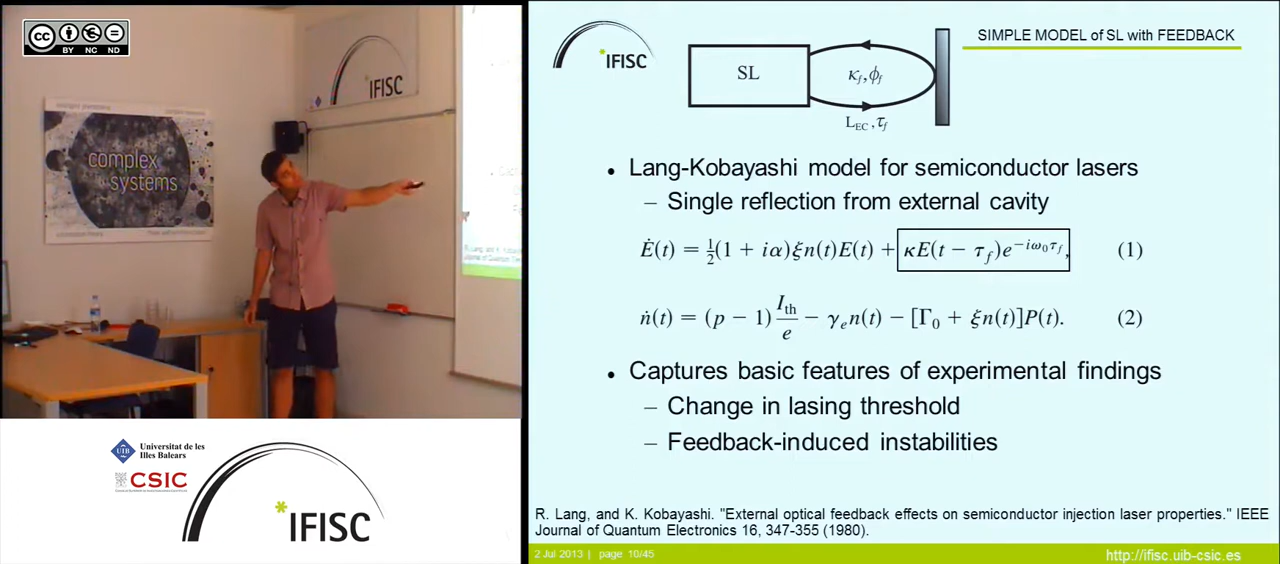 CC
BY NC ND
IFISC
complex
systems
Universitat de les
Illes Balears
CSIC
*IFISC
*IFISC
SIMPLE MODEL of SL with FEEDBACK
SL
κ_f, ϕ_f
L_EC, τ_f
• Lang-Kobayashi model for semiconductor lasers
– Single reflection from external cavity
Ė(t) = ½(1 + iα)ξn(t)E(t) + κE(t − τ_f)e^{−iω₀τ_f}, (1)
ṅ(t) = (p − 1) I_th/e − γ_e n(t) − [Γ₀ + ξn(t)]P(t). (2)
• Captures basic features of experimental findings
– Change in lasing threshold
– Feedback-induced instabilities
R. Lang, and K. Kobayashi. "External optical feedback effects on semiconductor injection laser properties." IEEE
Journal of Quantum Electronics 16, 347-355 (1980).
2 Jul 2013 | page 10/45
http://ifisc.uib-csic.es